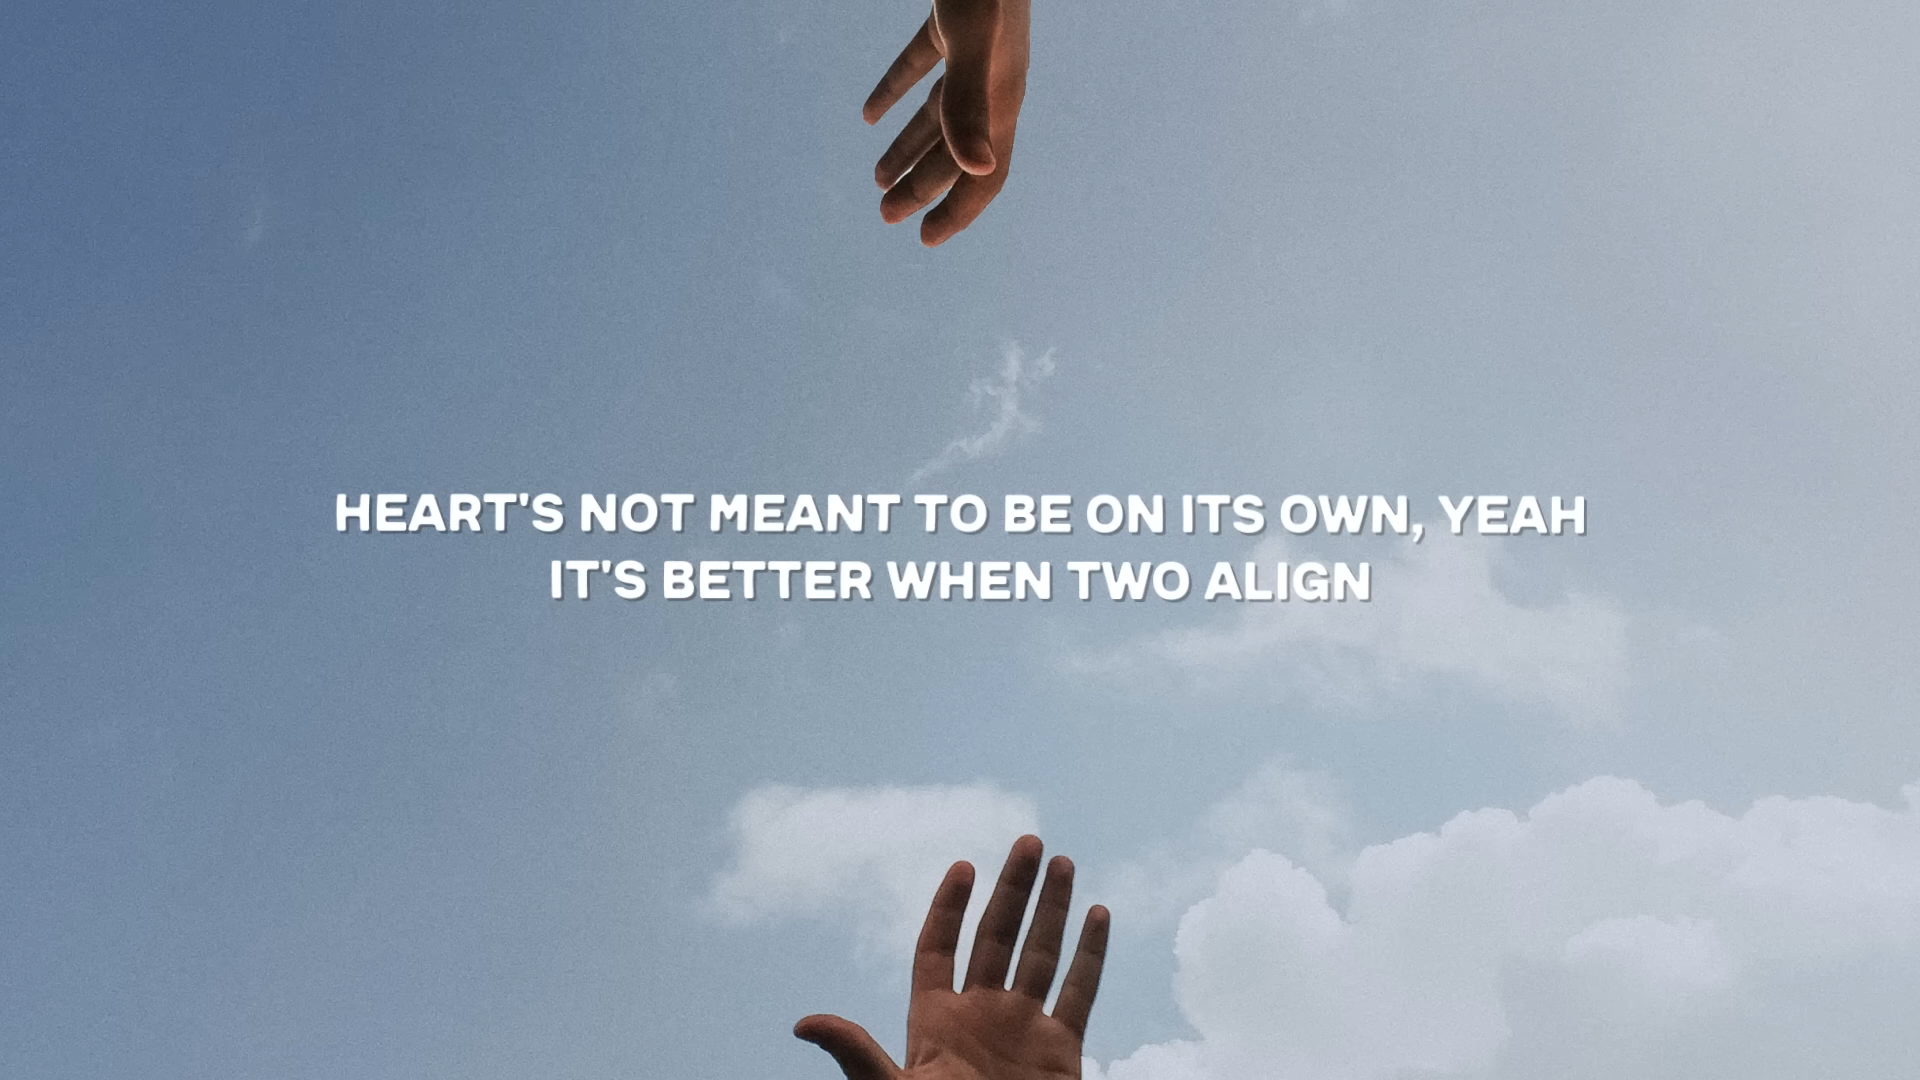 HEART'S NOT MEANT TO BE ON ITS OWN, YEAH
IT'S BETTER WHEN TWO ALIGN